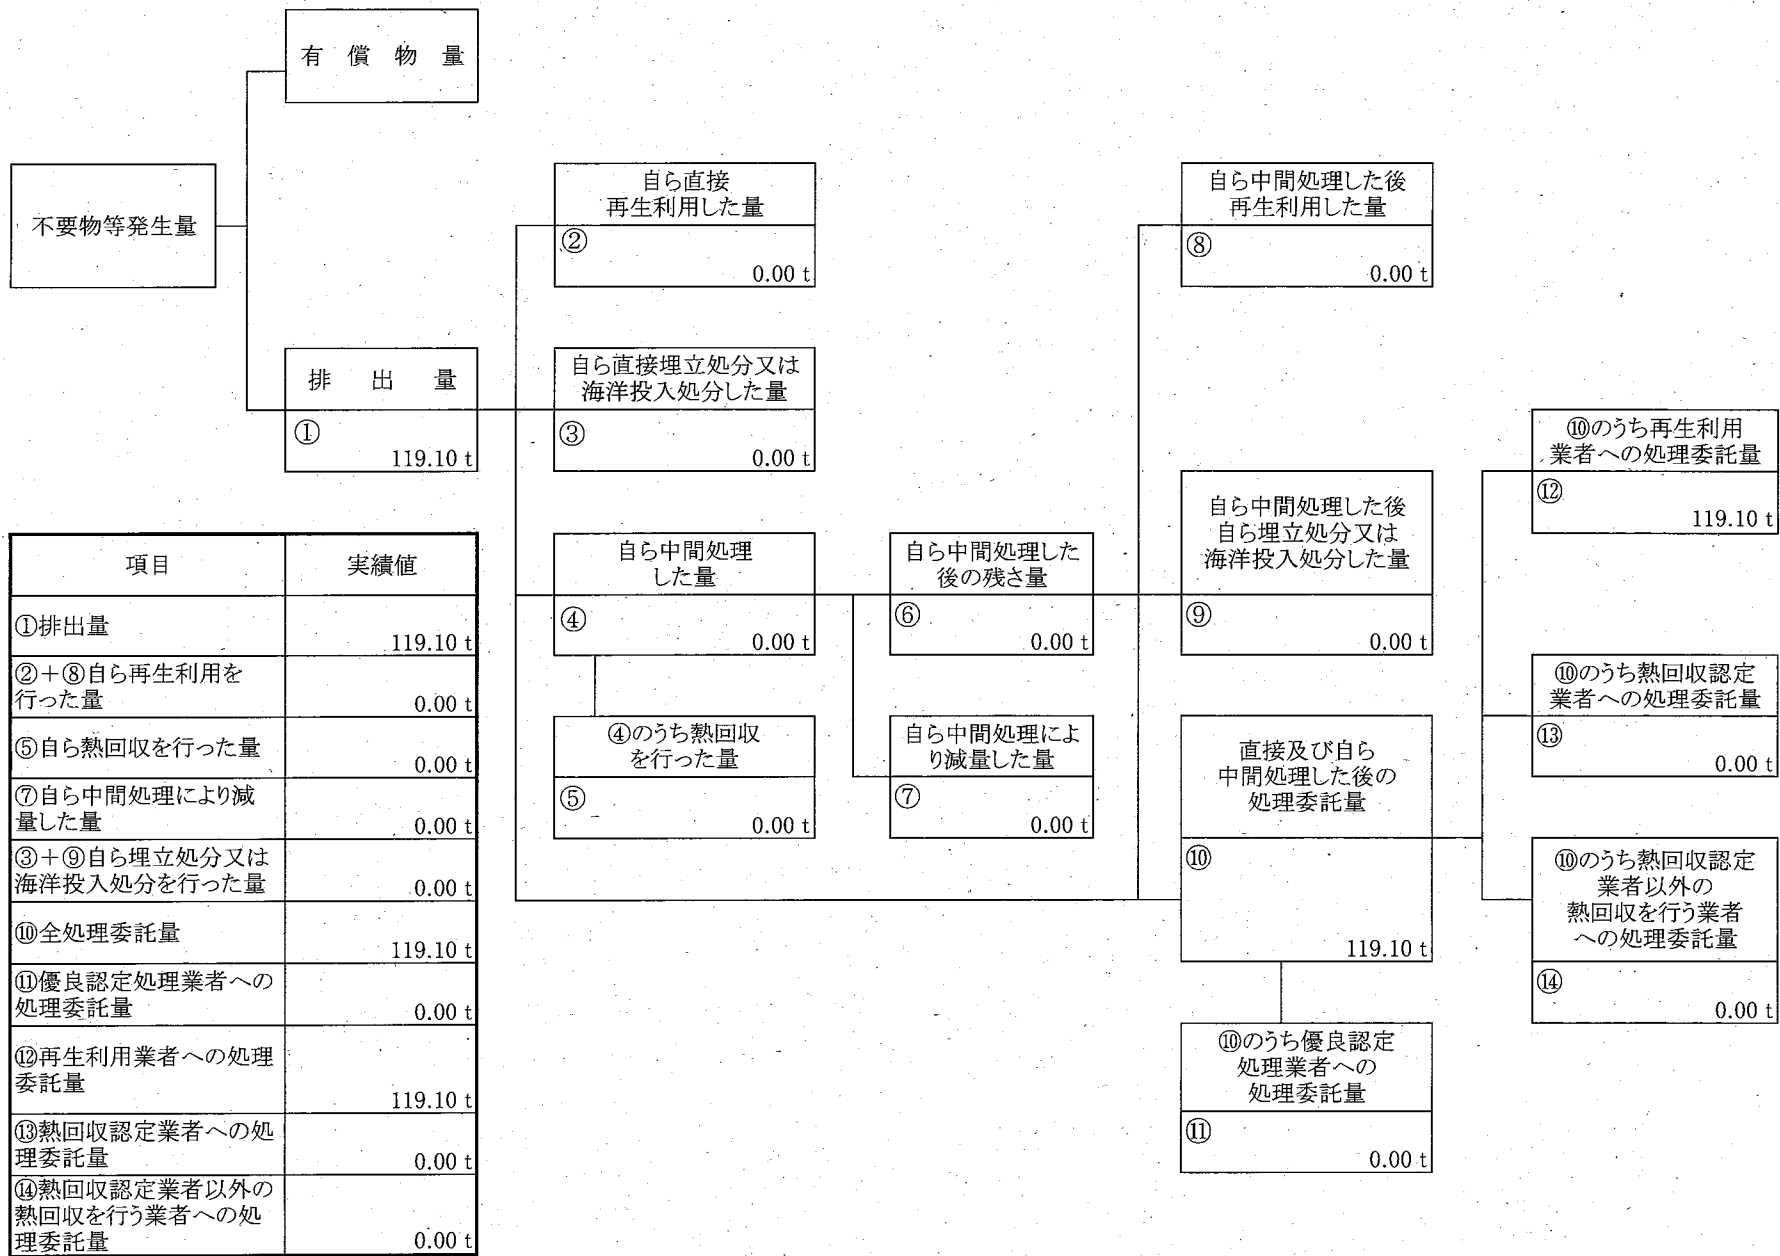 有償物量
不要物等発生量
排出量
①
119.10 t
自ら直接
再生利用した量
②
0.00 t
自ら直接埋立処分又は
海洋投入処分した量
③
0.00 t
自ら中間処理
した量
④
0.00 t
④のうち熱回収
を行った量
⑤
0.00 t
自ら中間処理した
後の残さ量
⑥
0.00 t
自ら中間処理によ
り減量した量
⑦
0.00 t
自ら中間処理した後
再生利用した量
⑧
0.00 t
自ら中間処理した後
自ら埋立処分又は
海洋投入処分した量
⑨
0.00 t
直接及び自ら
中間処理した後の
処理委託量
⑩
119.10 t
⑩のうち優良認定
処理業者への
処理委託量
⑪
0.00 t
⑩のうち再生利用
業者への処理委託量
⑫
119.10 t
⑩のうち熱回収認定
業者への処理委託量
⑬
0.00 t
⑩のうち熱回収認定
業者以外の
熱回収を行う業者
への処理委託量
⑭
0.00 t
項目 実績値
①排出量
119.10 t
②+⑧自ら再生利用を
行った量
0.00 t
⑤自ら熱回収を行った量
0.00 t
⑦自ら中間処理により減
量した量
0.00 t
③+⑨自ら埋立処分又は
海洋投入処分を行った量
0.00 t
⑩全処理委託量
119.10 t
⑪優良認定処理業者への
処理委託量
0.00 t
⑫再生利用業者への処理
委託量
119.10 t
⑬熱回収認定業者への処
理委託量
0.00 t
⑭熱回収認定業者以外の
熱回収を行う業者への処
理委託量
0.00 t